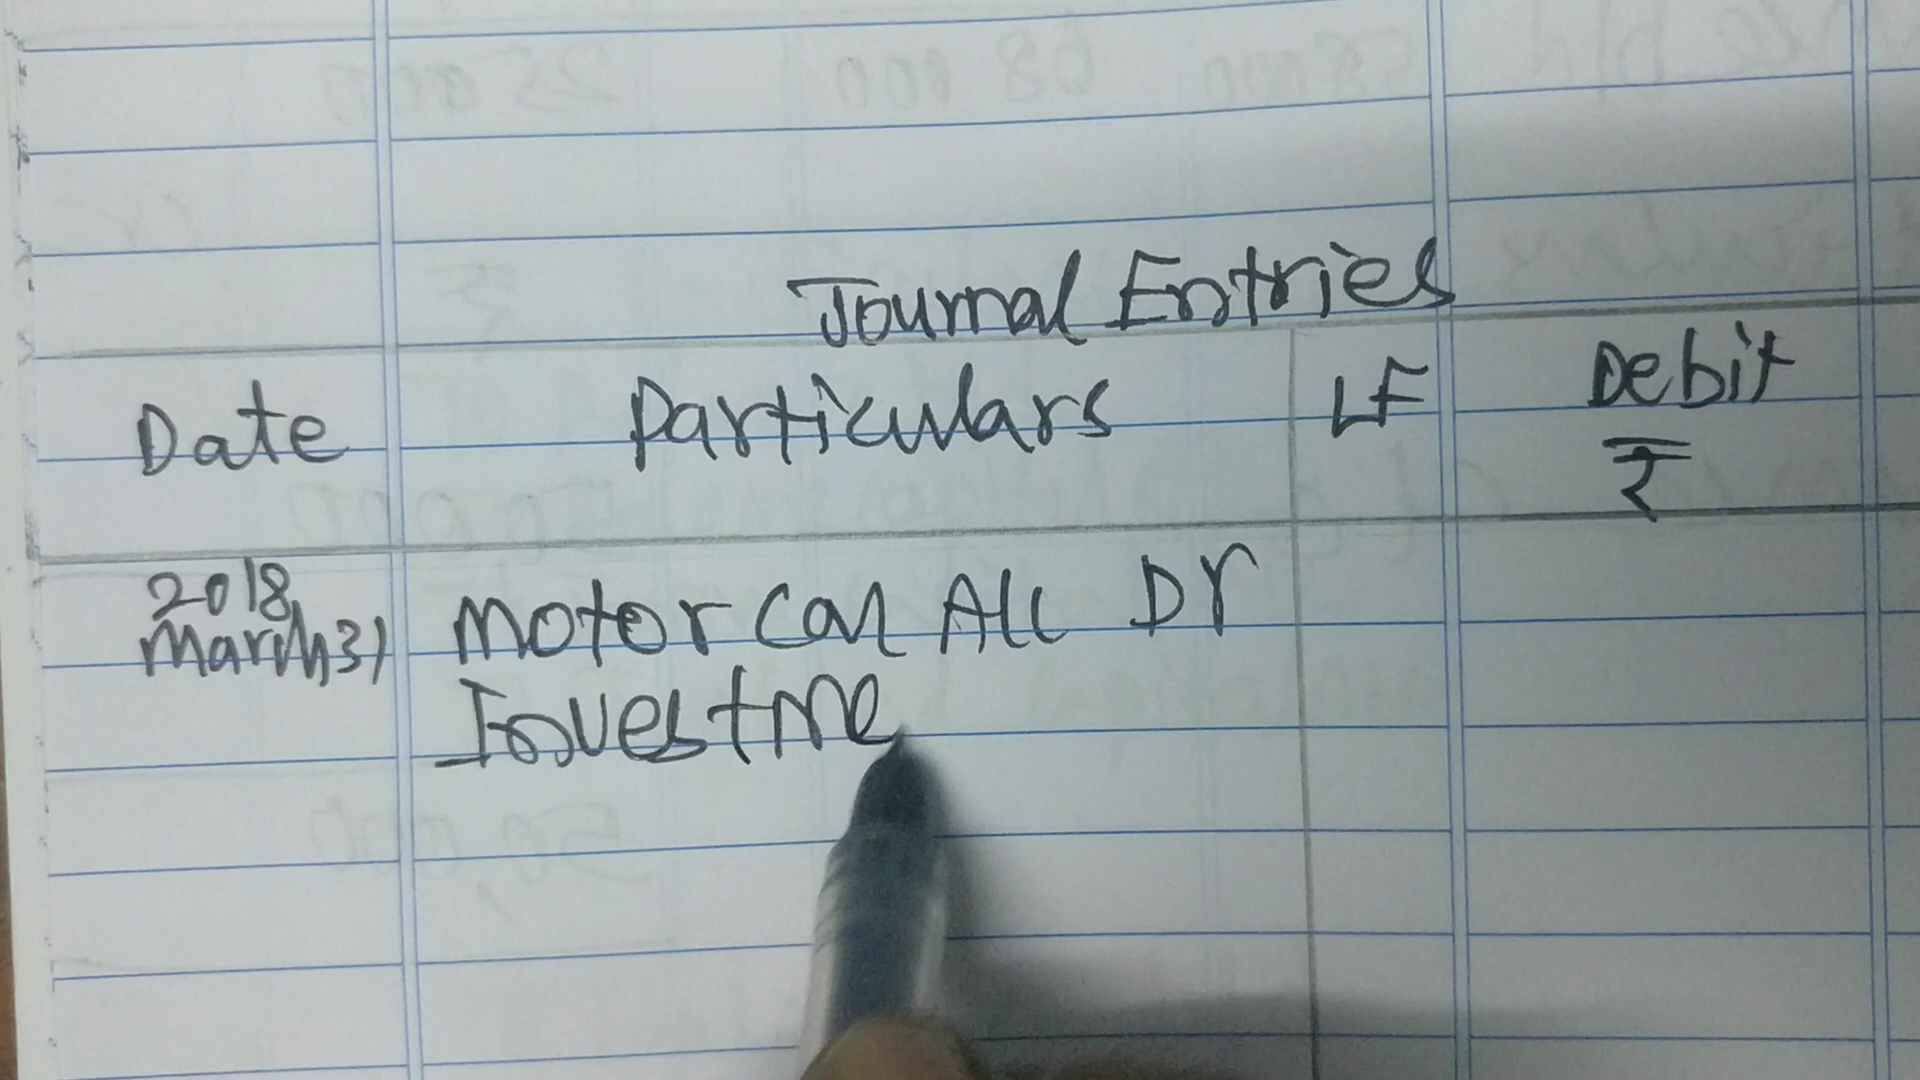 Journal Entries
Date Particulars LF Debit
₹
2018
March,31 Motor Car A/c Dr
Investme